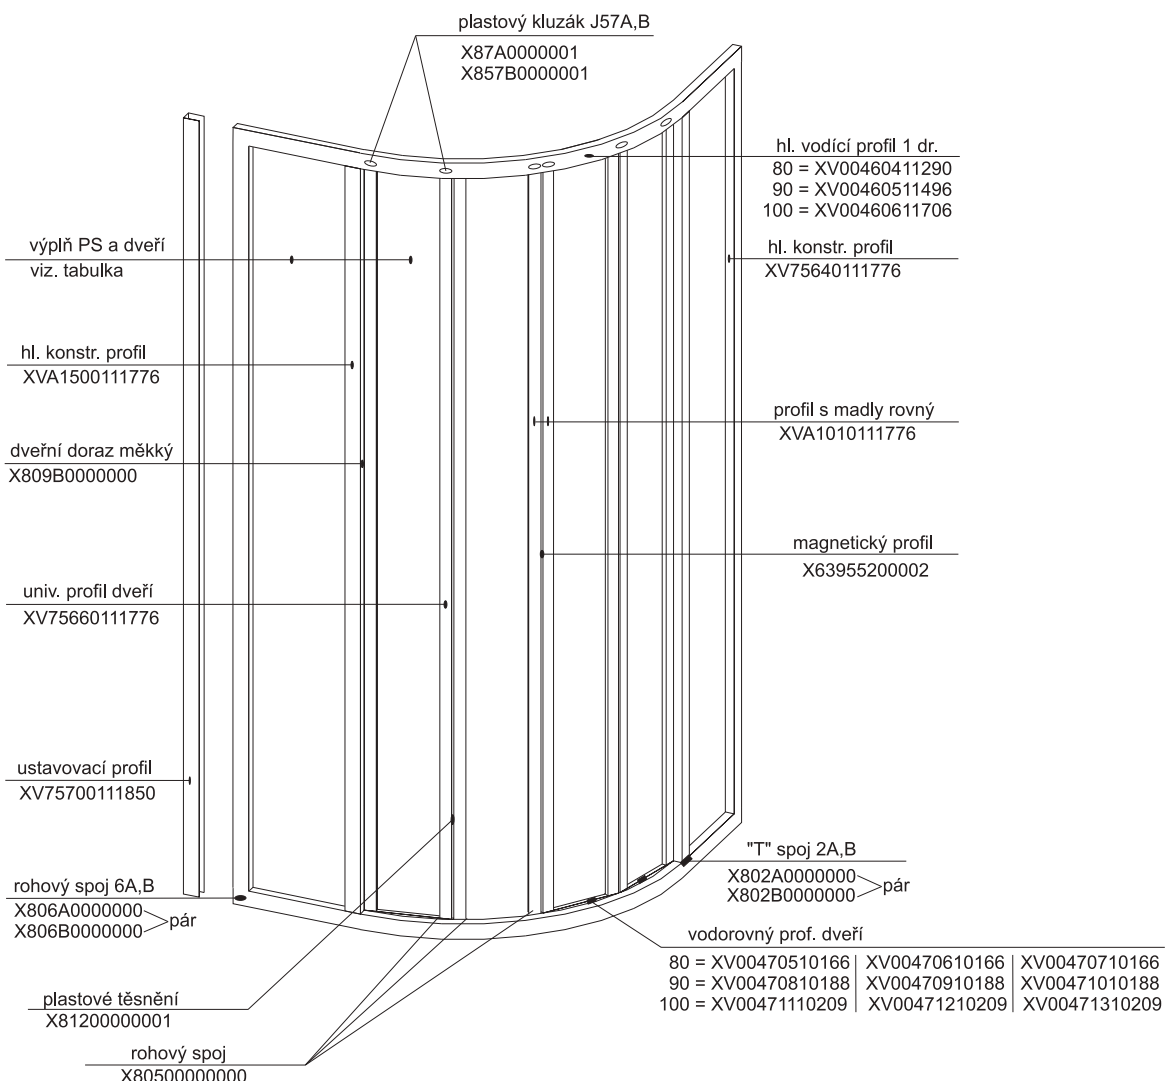 plastový kluzák J57A,B
X87A0000001
X857B0000001
hl. vodící profil 1 dr.
80 = XV00460411290
90 = XV00460511496
100 = XV00460611706
výplň PS a dveří
viz. tabulka
hl. konstr. profil
XV75640111776
hl. konstr. profil
XVA1500111776
profil s madly rovný
XVA1010111776
dveřní doraz měkký
X809B0000000
magnetický profil
X63955200002
univ. profil dveří
XV75660111776
ustavovací profil
XV75700111850
"T" spoj 2A,B
X802A0000000
X802B0000000
pár
rohový spoj 6A,B
X806A0000000
X806B0000000
pár
vodorovný prof. dveří
80 = XV00470510166 | XV00470610166 | XV00470710166
90 = XV00470810188 | XV00470910188 | XV00471010188
100 = XV00471110209 | XV00471210209 | XV00471310209
plastové těsnění
X81200000001
rohový spoj
X80500000000